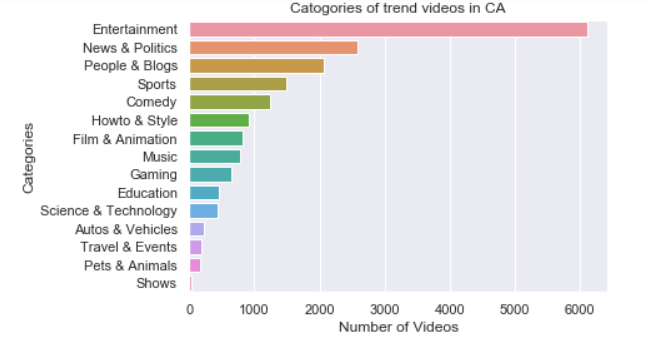 Catogories of trend videos in CA
Entertainment
News & Politics
People & Blogs
Sports
Comedy
Howto & Style
Film & Animation
Music
Gaming
Education
Science & Technology
Autos & Vehicles
Travel & Events
Pets & Animals
Shows
Categories
0 1000 2000 3000 4000 5000 6000
Number of Videos